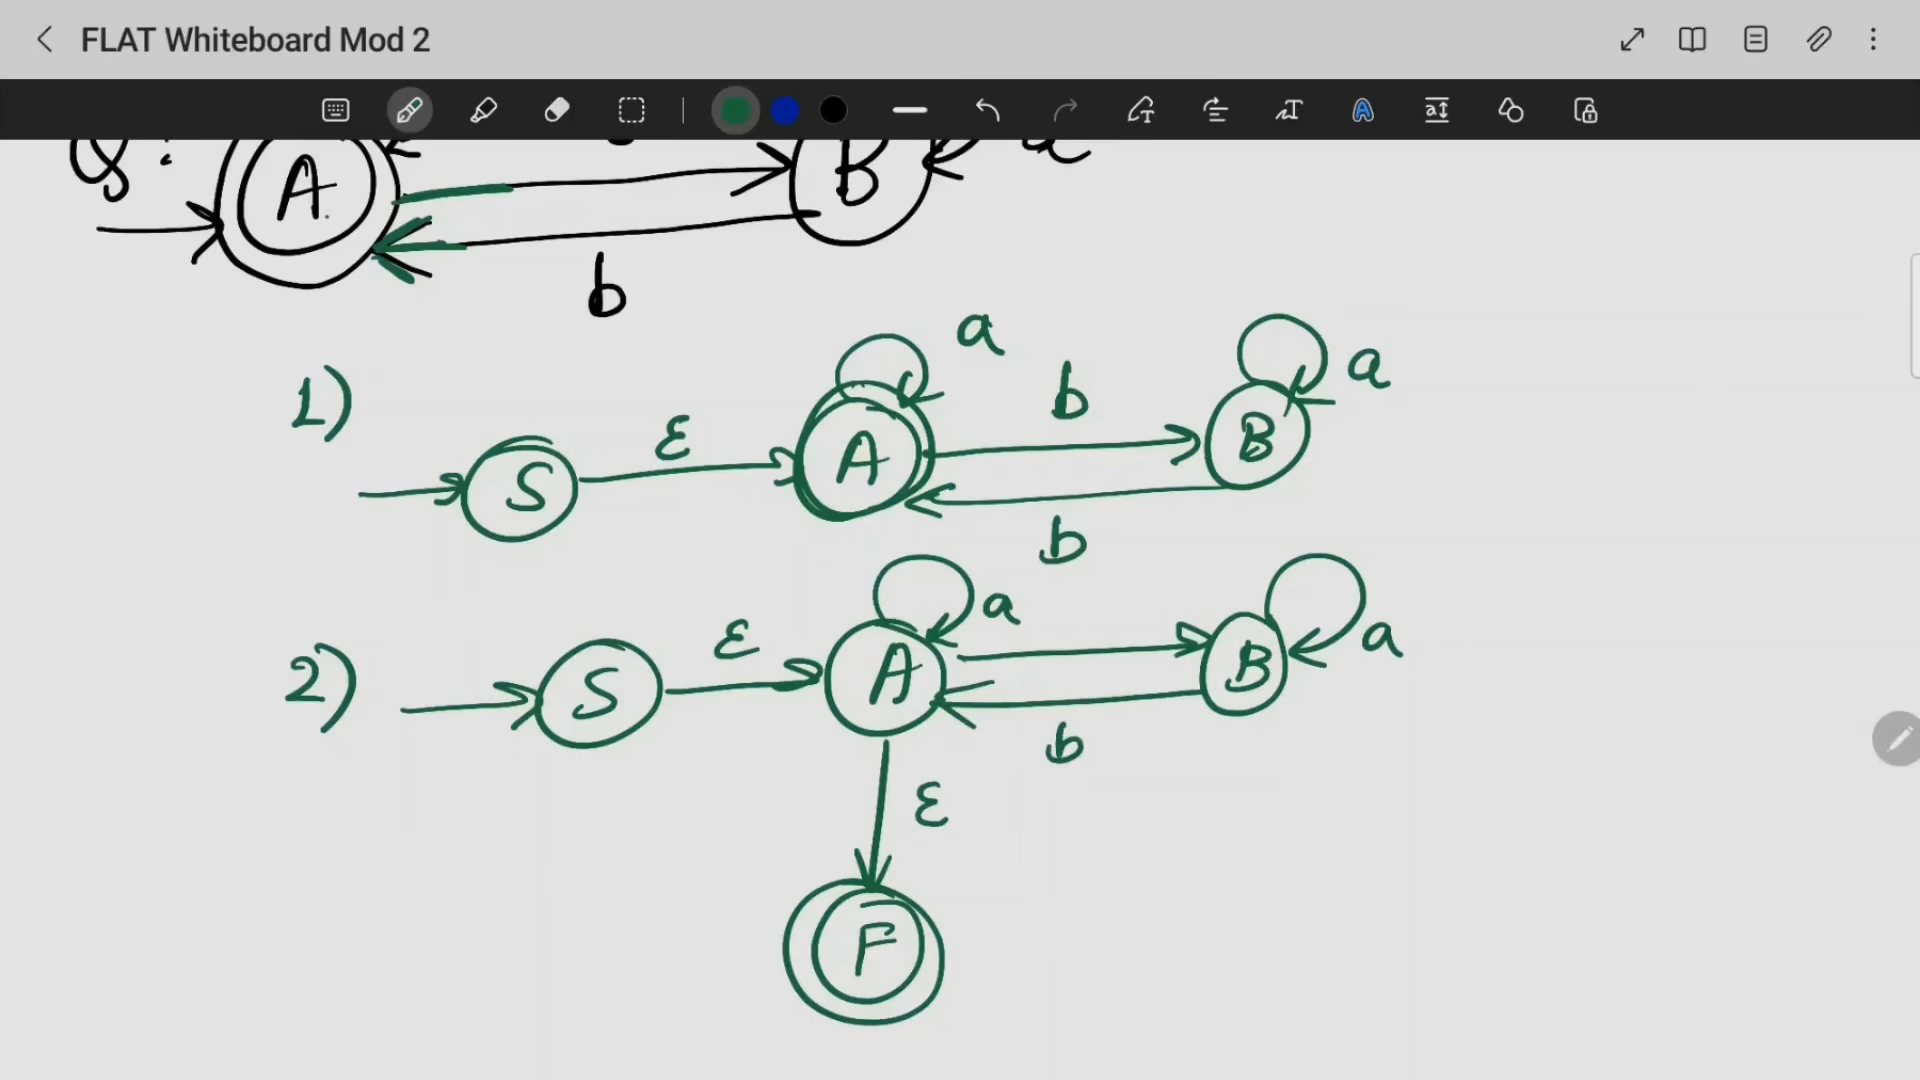 FLAT Whiteboard Mod 2
A B a
b
1) S ε A a b B a
b
2) S ε A a B a
b
ε
F